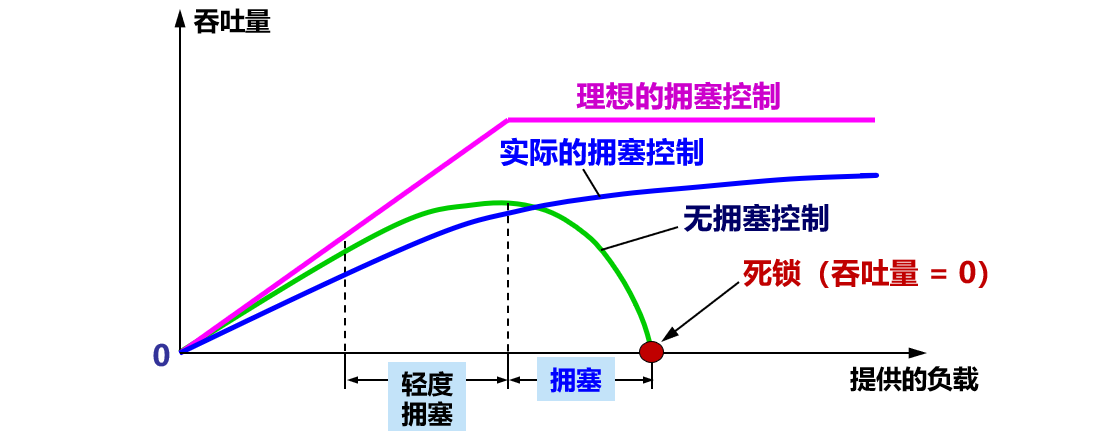 吞吐量
理想的拥塞控制
实际的拥塞控制
无拥塞控制
死锁（吞吐量 = 0）
0
提供的负载
轻度
拥塞
拥塞